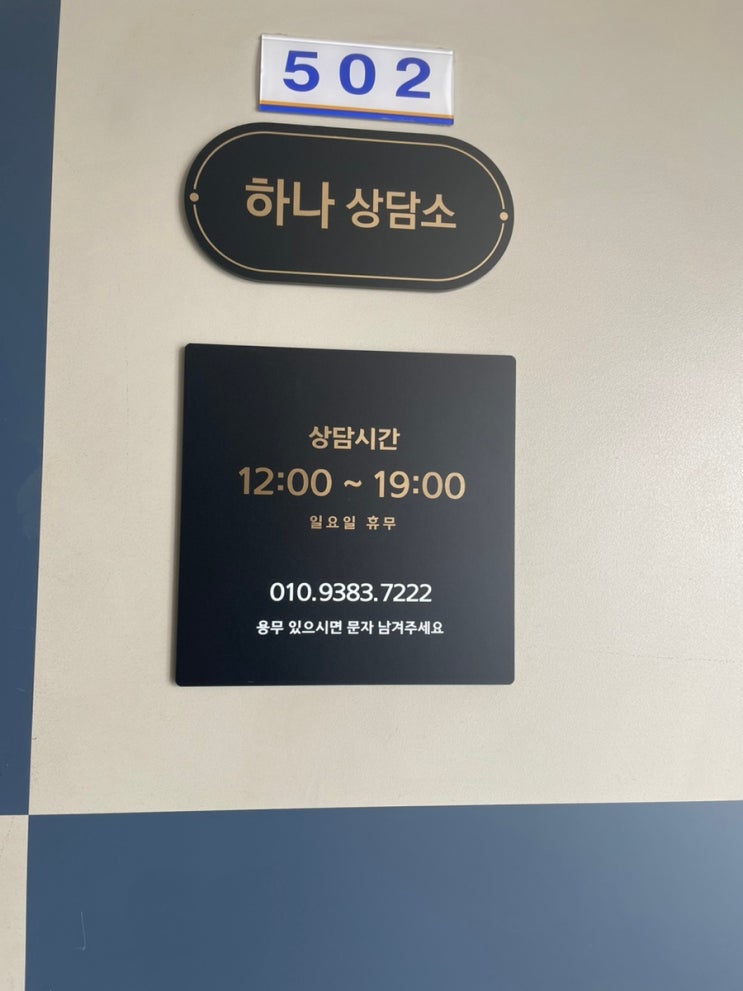 502
하나 상담소
상담시간
12:00 ~ 19:00
일요일 휴무
010.9383.7222
용무 있으시면 문자 남겨주세요